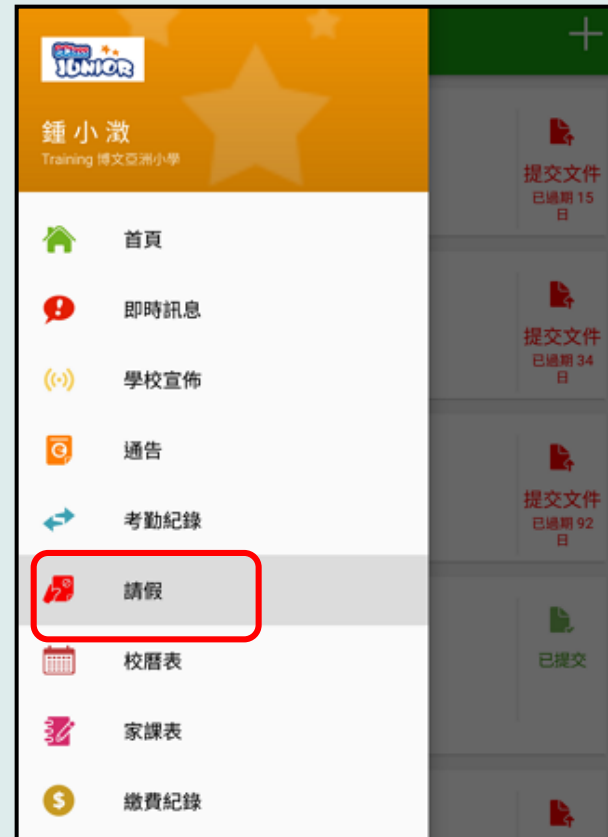 JUNIOR
鍾小澂
Training 博文亞洲小學
首頁
即時訊息
學校宣佈
通告
考勤紀錄
請假
校曆表
家課表
繳費紀錄
提交文件
已過期 15
日
提交文件
已過期 34
日
提交文件
已過期 92
日
已提交